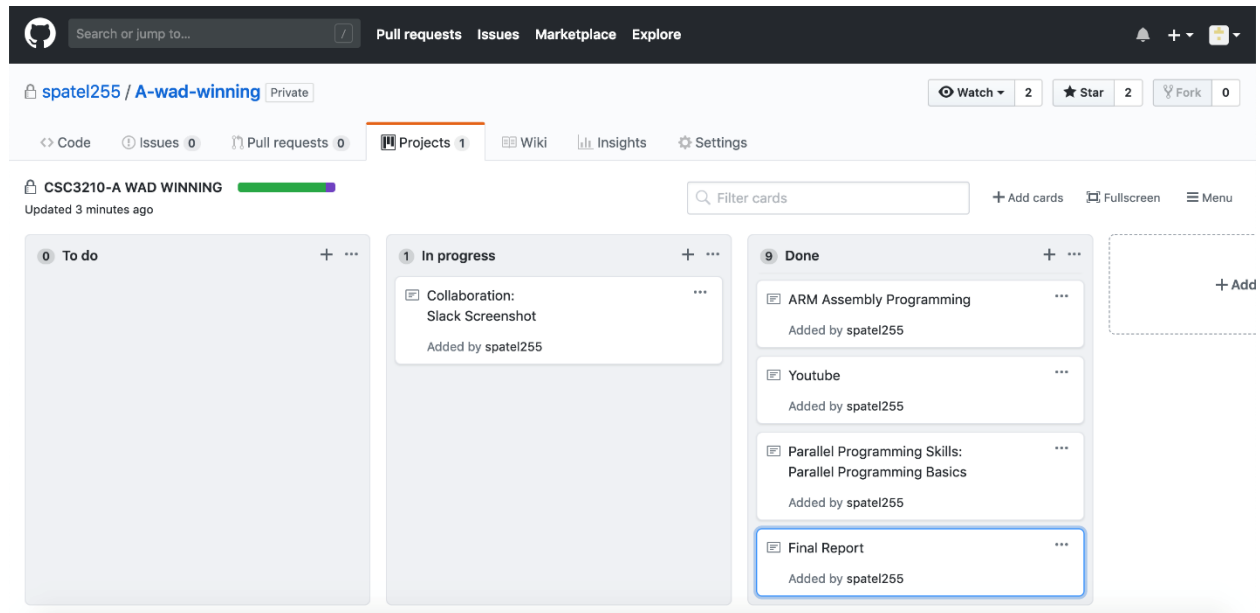 Search or jump to... /
Pull requests Issues Marketplace Explore
spatel255 / A-wad-winning Private
Watch 2 Star 2 Fork 0
Code Issues 0 Pull requests 0 Projects 1 Wiki Insights Settings
CSC3210-A WAD WINNING
Updated 3 minutes ago
Filter cards
+ Add cards Fullscreen Menu
0 To do + ...
1 In progress + ...
Collaboration: ...
Slack Screenshot
Added by spatel255
9 Done + ...
ARM Assembly Programming ...
Added by spatel255
Youtube ...
Added by spatel255
Parallel Programming Skills: ...
Parallel Programming Basics
Added by spatel255
Final Report ...
Added by spatel255
+ Add